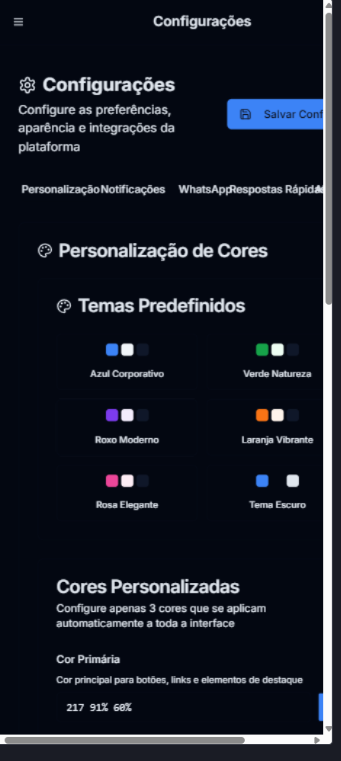 Configurações
Configurações
Configure as preferências,
aparência e integrações da
plataforma
Salvar Conf
Personalização Notificações WhatsApp Respostas Rápidas
Personalização de Cores
Temas Predefinidos
Azul Corporativo Verde Natureza
Roxo Moderno Laranja Vibrante
Rosa Elegante Tema Escuro
Cores Personalizadas
Configure apenas 3 cores que se aplicam
automaticamente a toda a interface
Cor Primária
Cor principal para botões, links e elementos de destaque
217 91% 60%